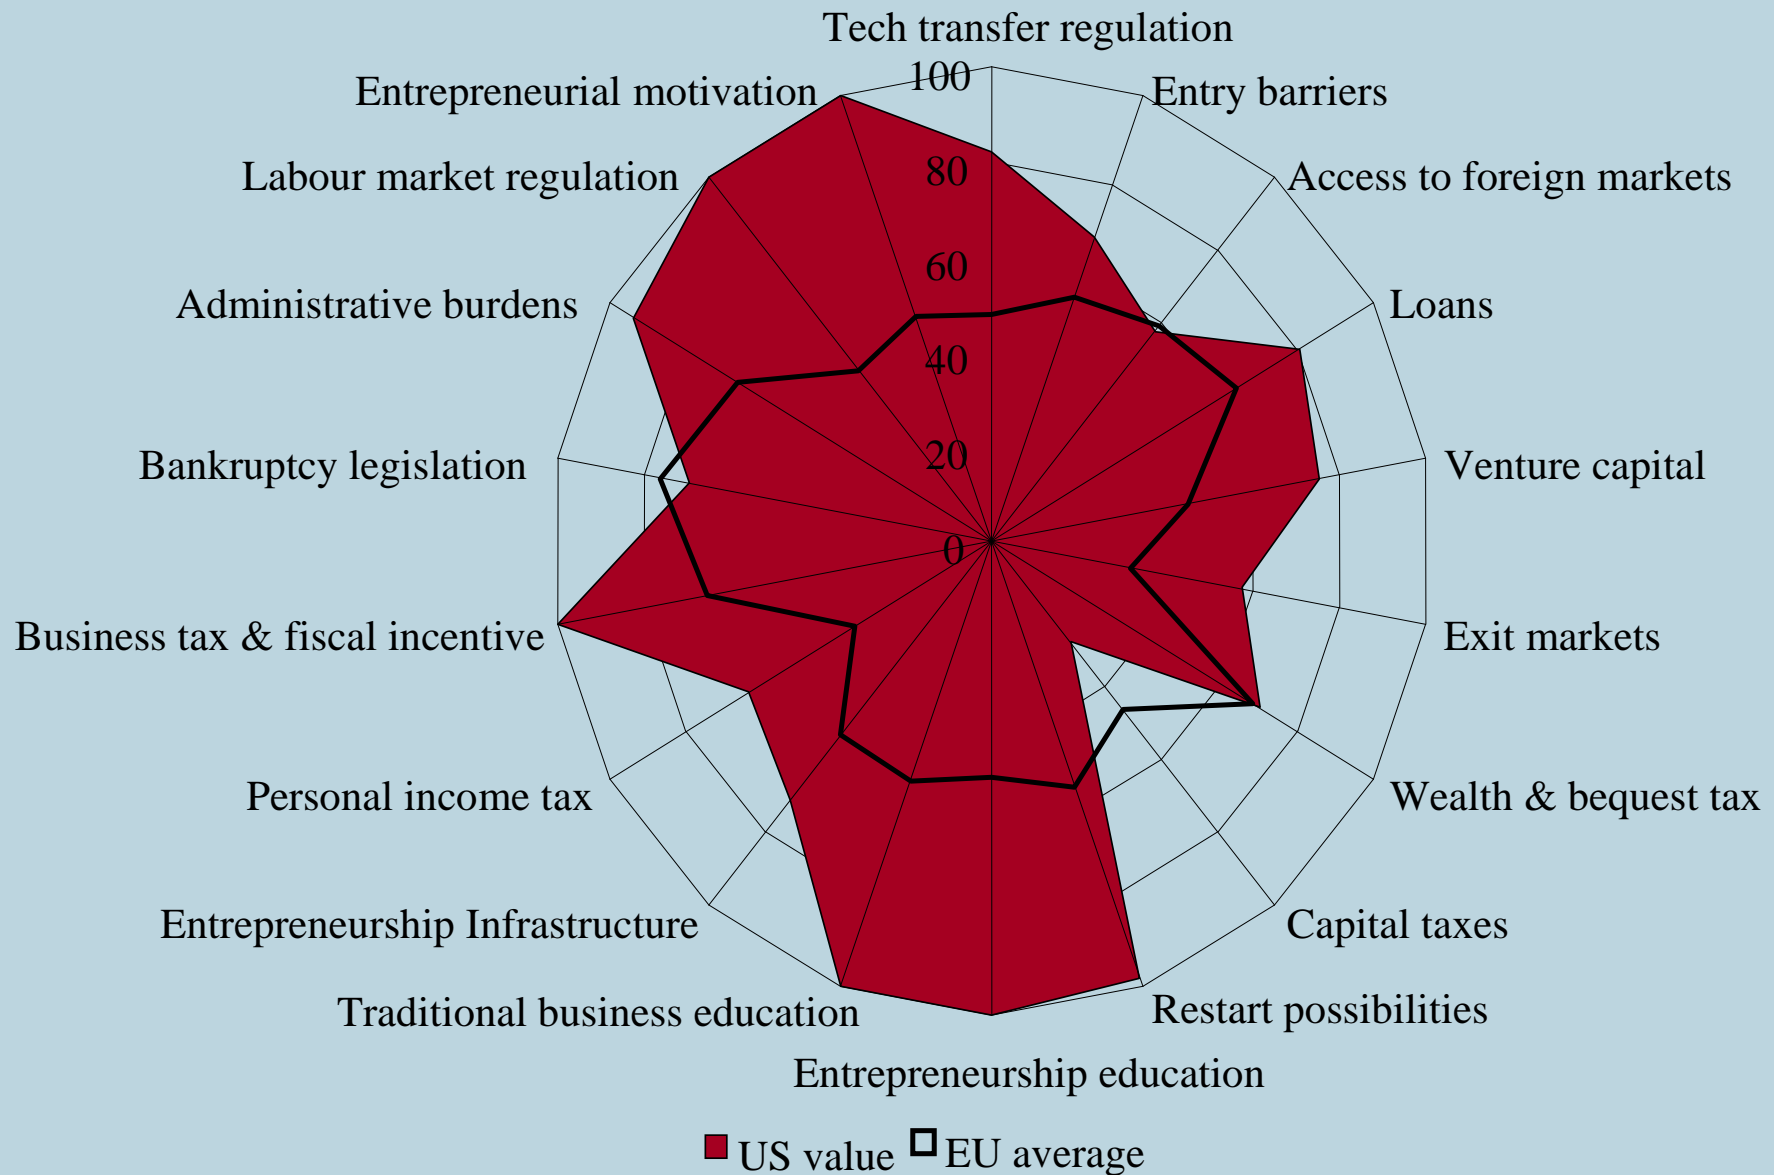 Tech transfer regulation
100
Entrepreneurial motivation
Entry barriers
80
Labour market regulation
Access to foreign markets
60
Administrative burdens
Loans
40
Bankruptcy legislation
20
Venture capital
0
Business tax & fiscal incentive
Exit markets
Personal income tax
Wealth & bequest tax
Entrepreneurship Infrastructure
Capital taxes
Traditional business education
Restart possibilities
Entrepreneurship education
US value EU average